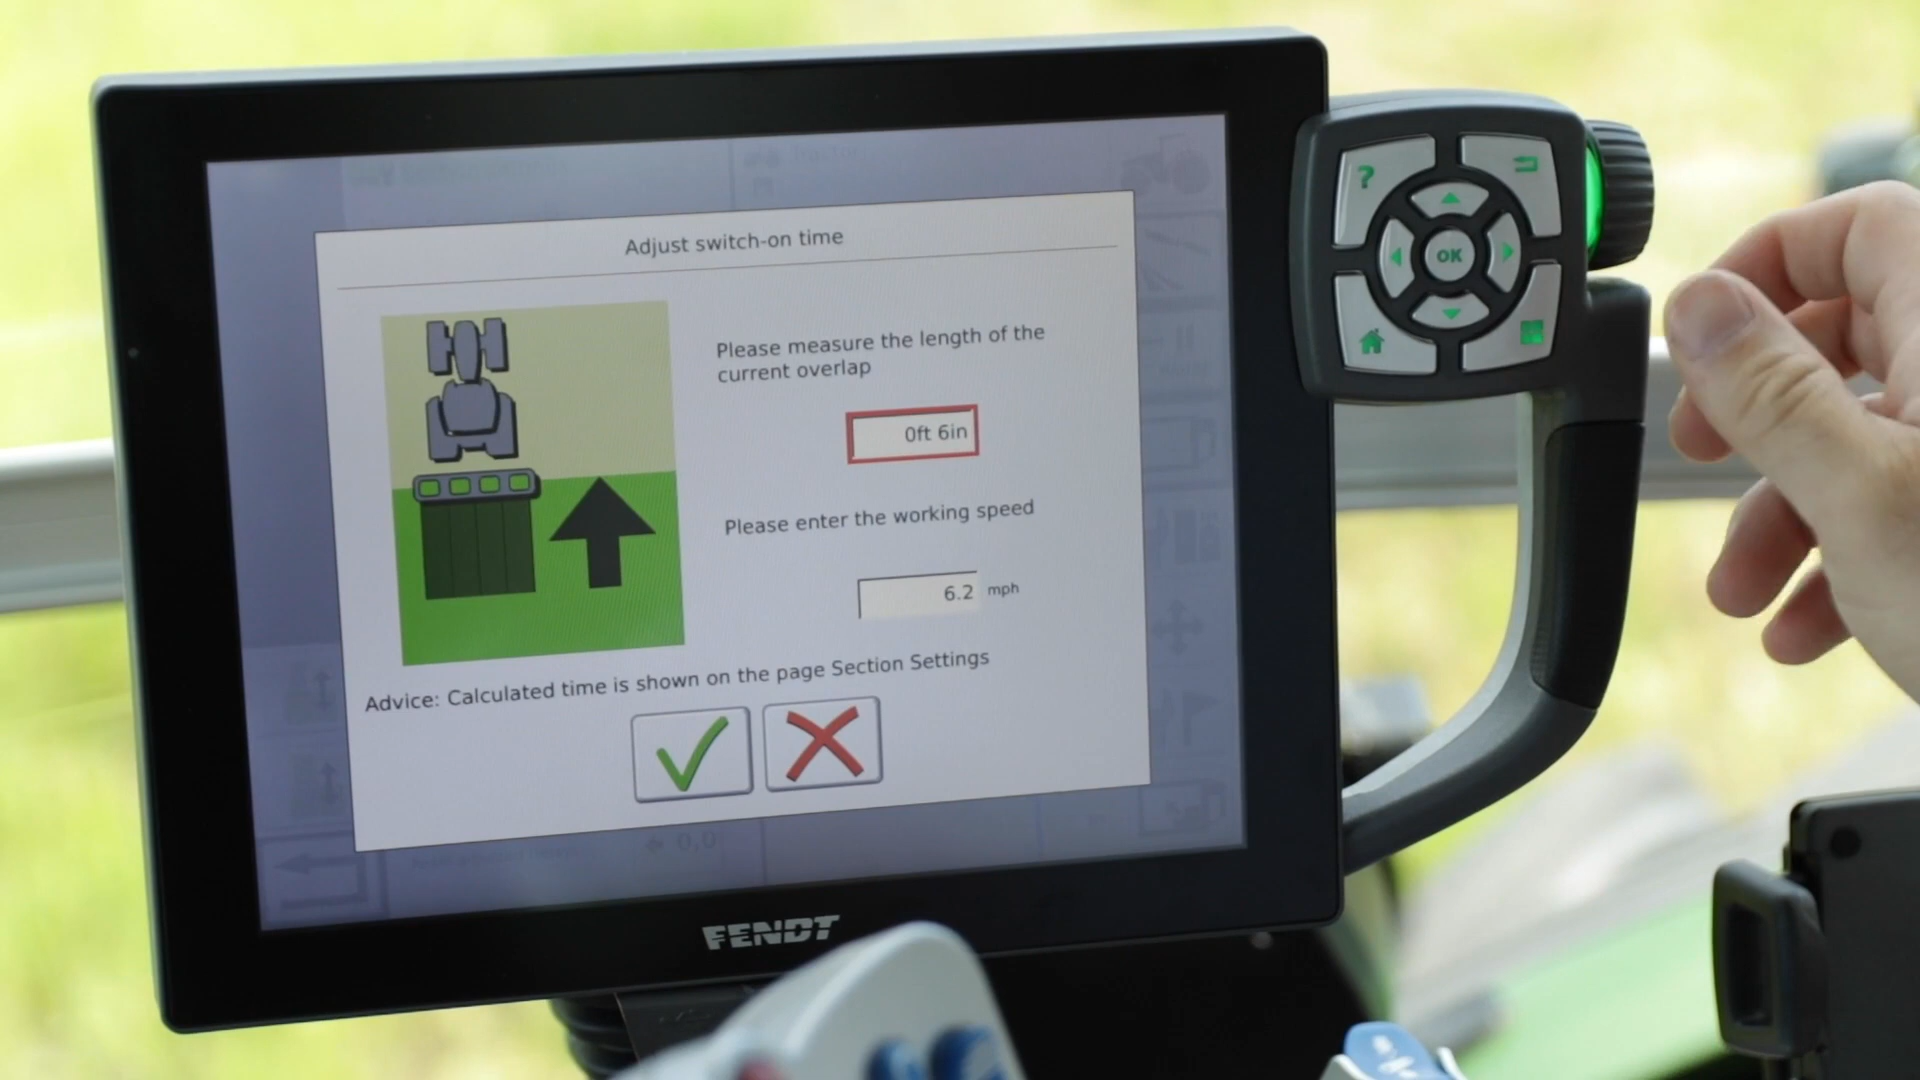 Adjust switch-on time
Please measure the length of the
current overlap
0ft 6in
Please enter the working speed
6.2 mph
Advice: Calculated time is shown on the page Section Settings
FENDT
?
OK